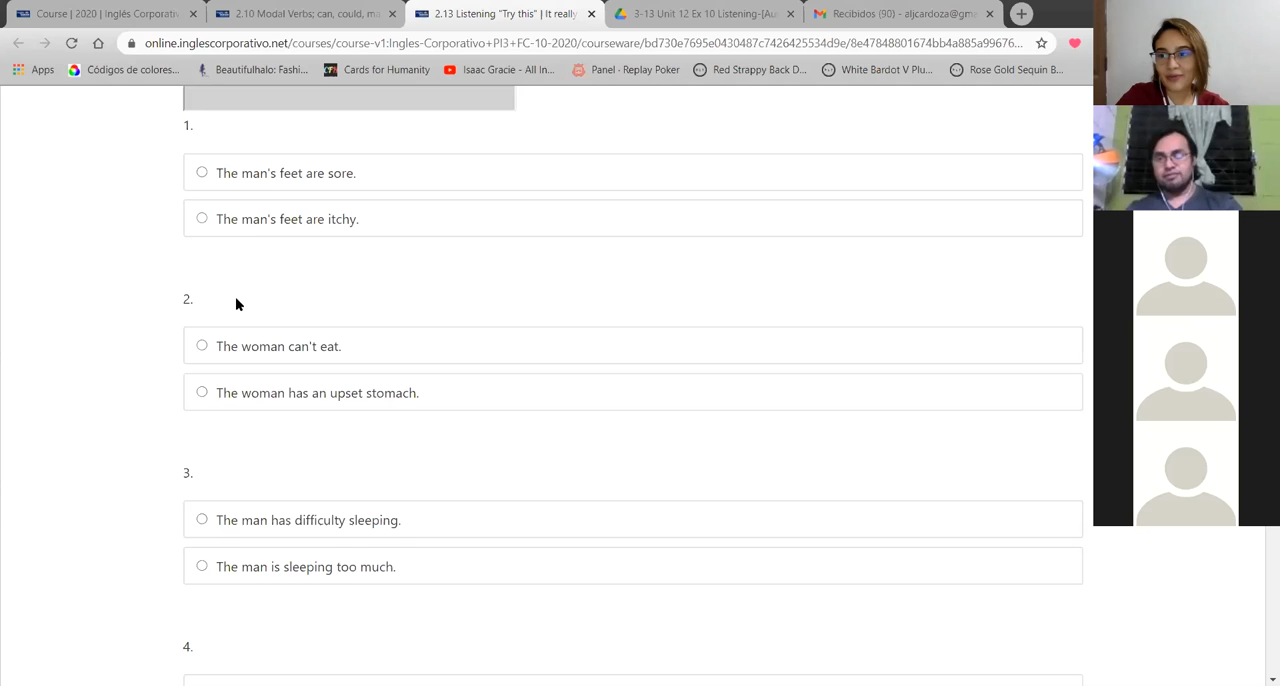 Course | 2020 | Inglés Corporativ
2.10 Modal Verbs; can, could, ma
2.13 Listening "Try this" | It really
3-13 Unit 12 Ex 10 Listening-[Au
Recibidos (90) - aljcardoza@gma
online.inglescorporativo.net/courses/course-v1:Ingles-Corporativo+PI3+FC-10-2020/courseware/bd730e7695e0430487c7426425534d9e/8e47848801674bb4a885a99676...
Apps
Códigos de colores...
Beautifulhalo: Fashi...
Cards for Humanity
Isaac Gracie - All In...
Panel · Replay Poker
Red Strappy Back D...
White Bardot V Plu...
Rose Gold Sequin B...
1.
The man's feet are sore.
The man's feet are itchy.
2.
The woman can't eat.
The woman has an upset stomach.
3.
The man has difficulty sleeping.
The man is sleeping too much.
4.